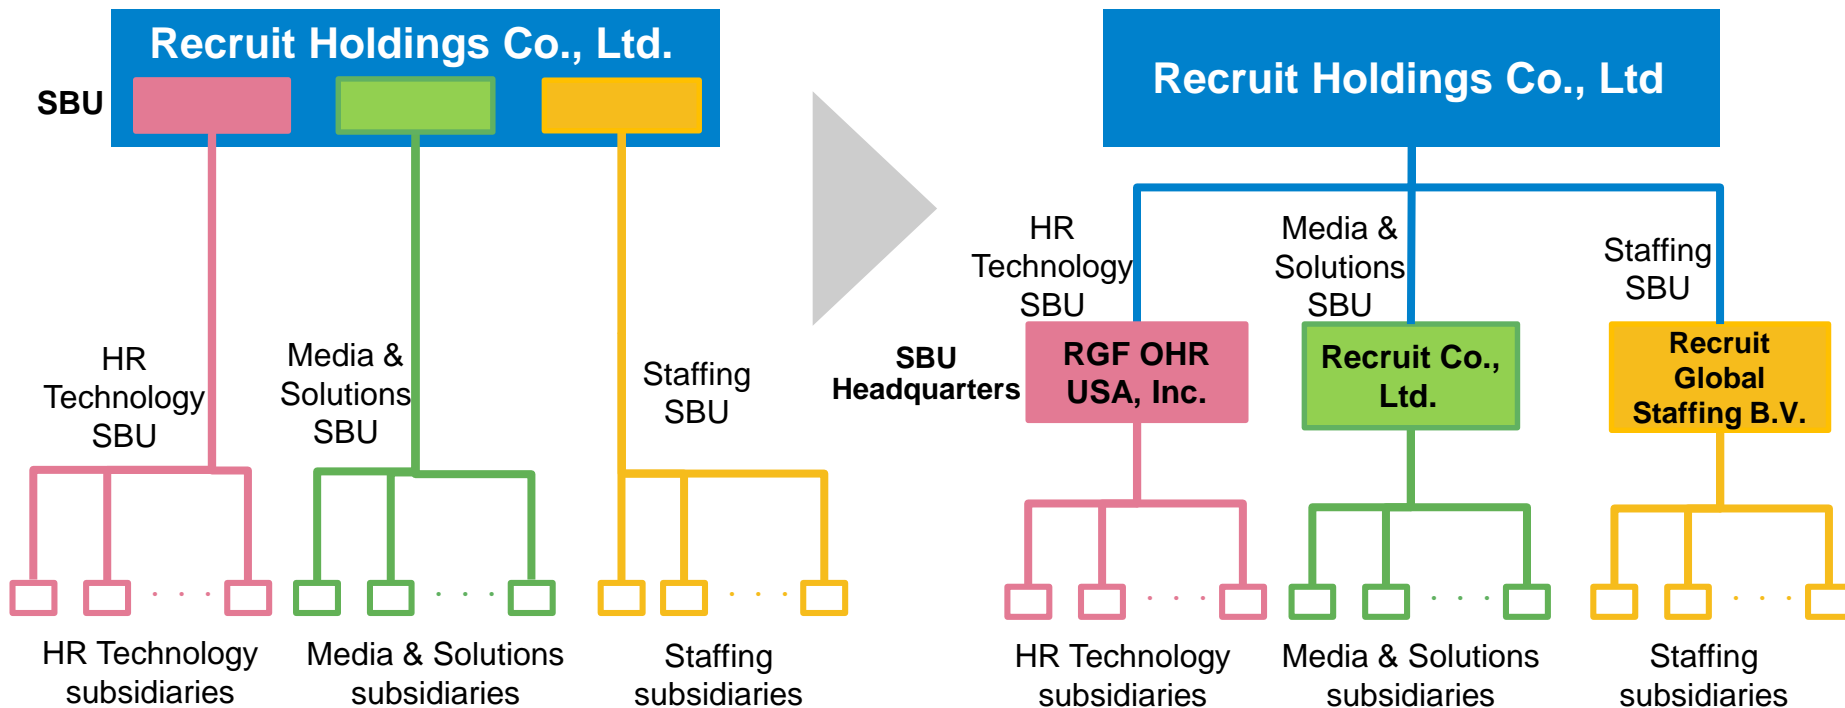 Recruit Holdings Co., Ltd.
SBU
HR
Technology
SBU
Media &
Solutions
SBU
Staffing
SBU
HR Technology
subsidiaries
Media & Solutions
subsidiaries
Staffing
subsidiaries
Recruit Holdings Co., Ltd
HR
Technology
SBU
Media &
Solutions
SBU
Staffing
SBU
SBU
Headquarters
RGF OHR
USA, Inc.
Recruit Co.,
Ltd.
Recruit
Global
Staffing B.V.
HR Technology
subsidiaries
Media & Solutions
subsidiaries
Staffing
subsidiaries